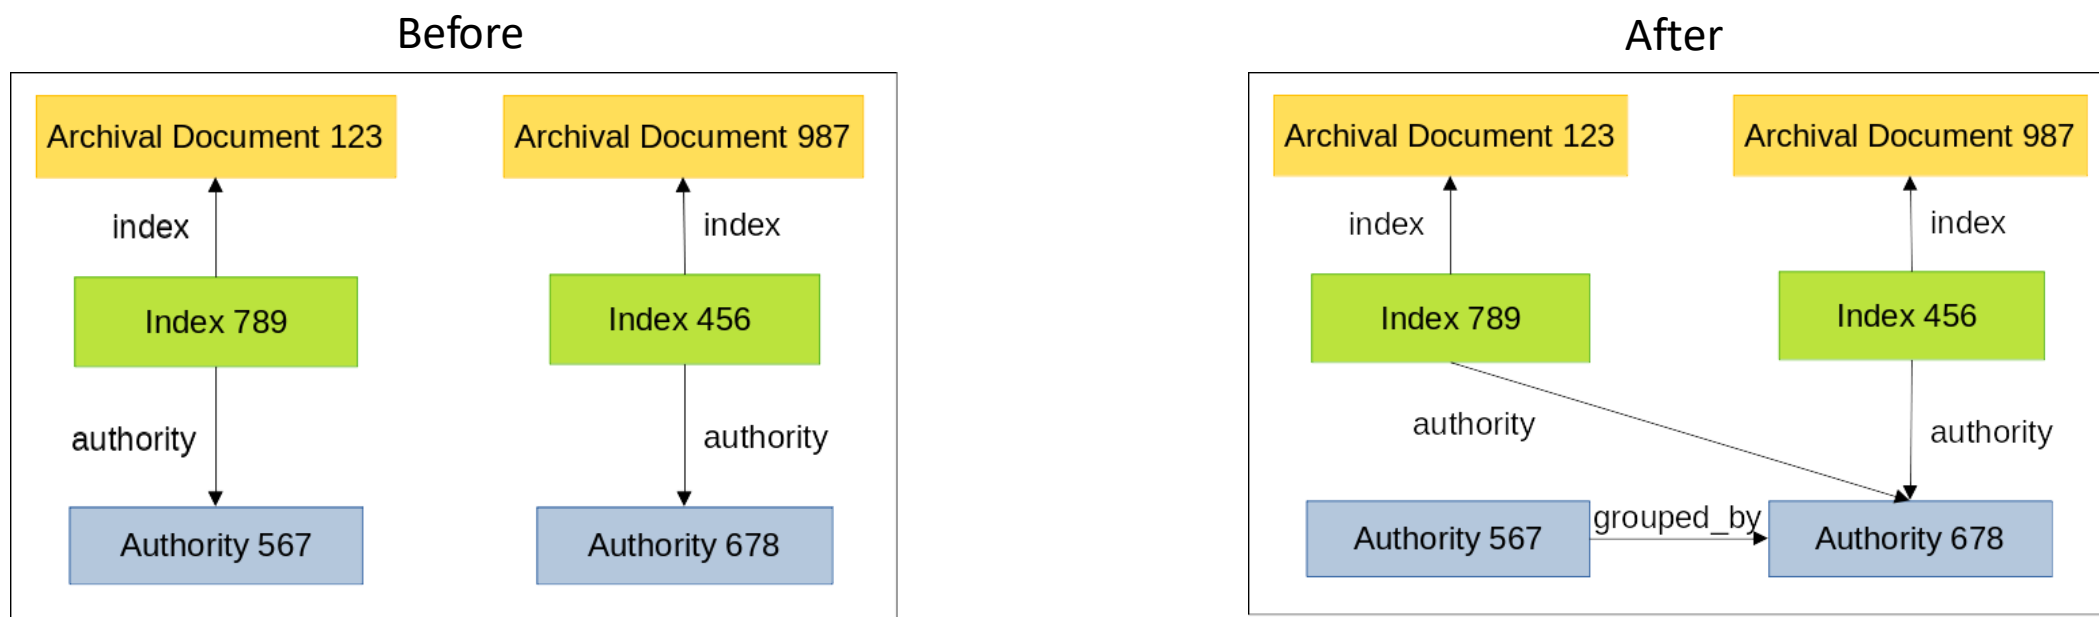 Before
Archival Document 123
Archival Document 987
index
index
Index 789
Index 456
authority
authority
Authority 567
Authority 678
After
Archival Document 123
Archival Document 987
index
index
Index 789
Index 456
authority
authority
Authority 567
grouped_by
Authority 678